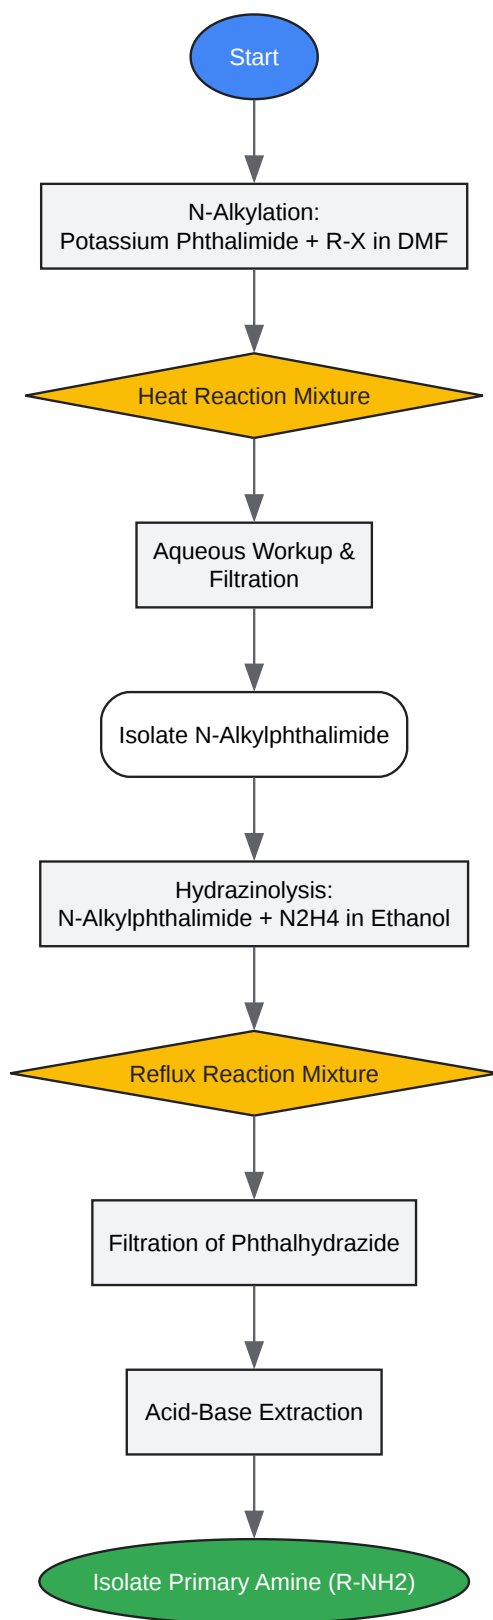 Start
N-Alkylation:
Potassium Phthalimide + R-X in DMF
Heat Reaction Mixture
Aqueous Workup &
Filtration
Isolate N-Alkylphthalimide
Hydrazinolysis:
N-Alkylphthalimide + N2H4 in Ethanol
Reflux Reaction Mixture
Filtration of Phthalhydrazide
Acid-Base Extraction
Isolate Primary Amine (R-NH2)